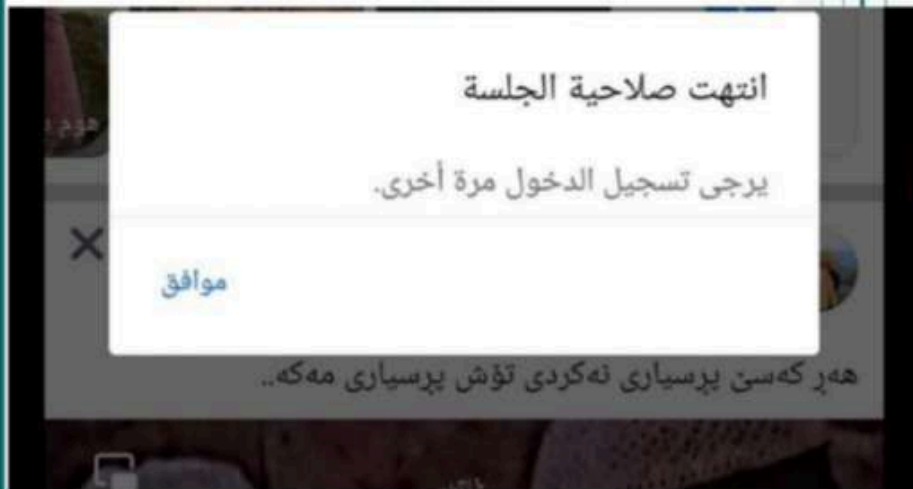 انتهت صلاحية الجلسة
يرجى تسجيل الدخول مرة أخرى.
موافق
هەر کەسێ پرسیاری نەکردی تۆش پرسیاری مەکە..